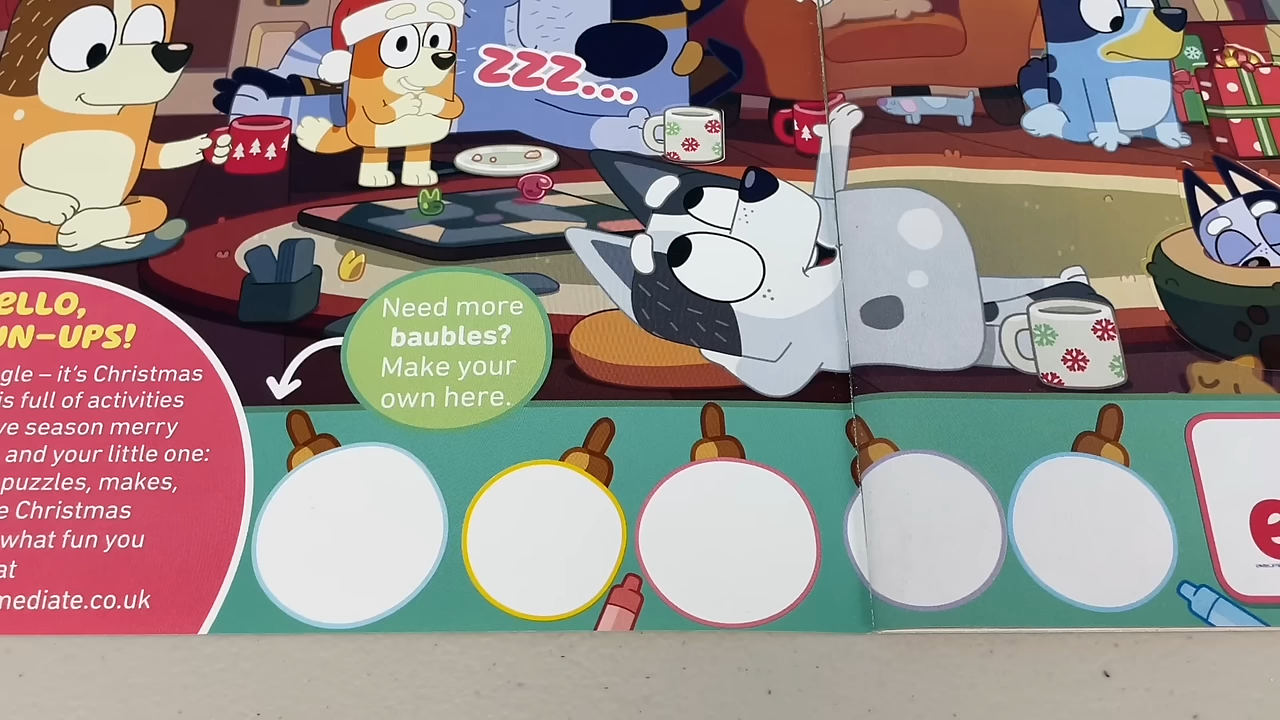 ZZZ...
Need more
baubles?
Make your
own here.
ELLO,
UN-UPS!
gle – it's Christmas
is full of activities
ve season merry
and your little one:
puzzles, makes,
e Christmas
what fun you
at
mediate.co.uk
e